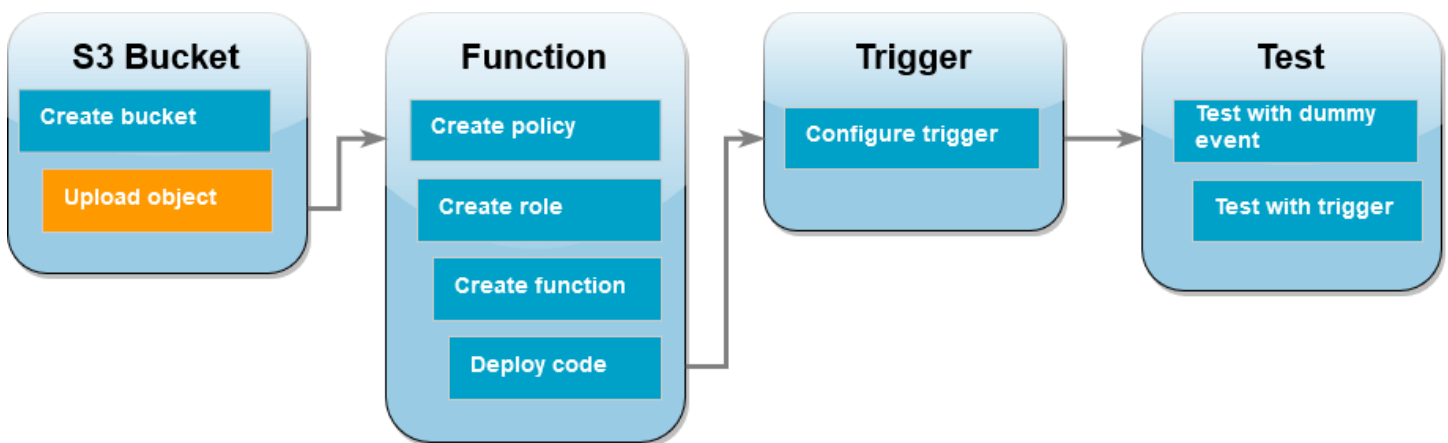 S3 Bucket
Create bucket
Upload object
Function
Create policy
Create role
Create function
Deploy code
Trigger
Configure trigger
Test
Test with dummy
event
Test with trigger